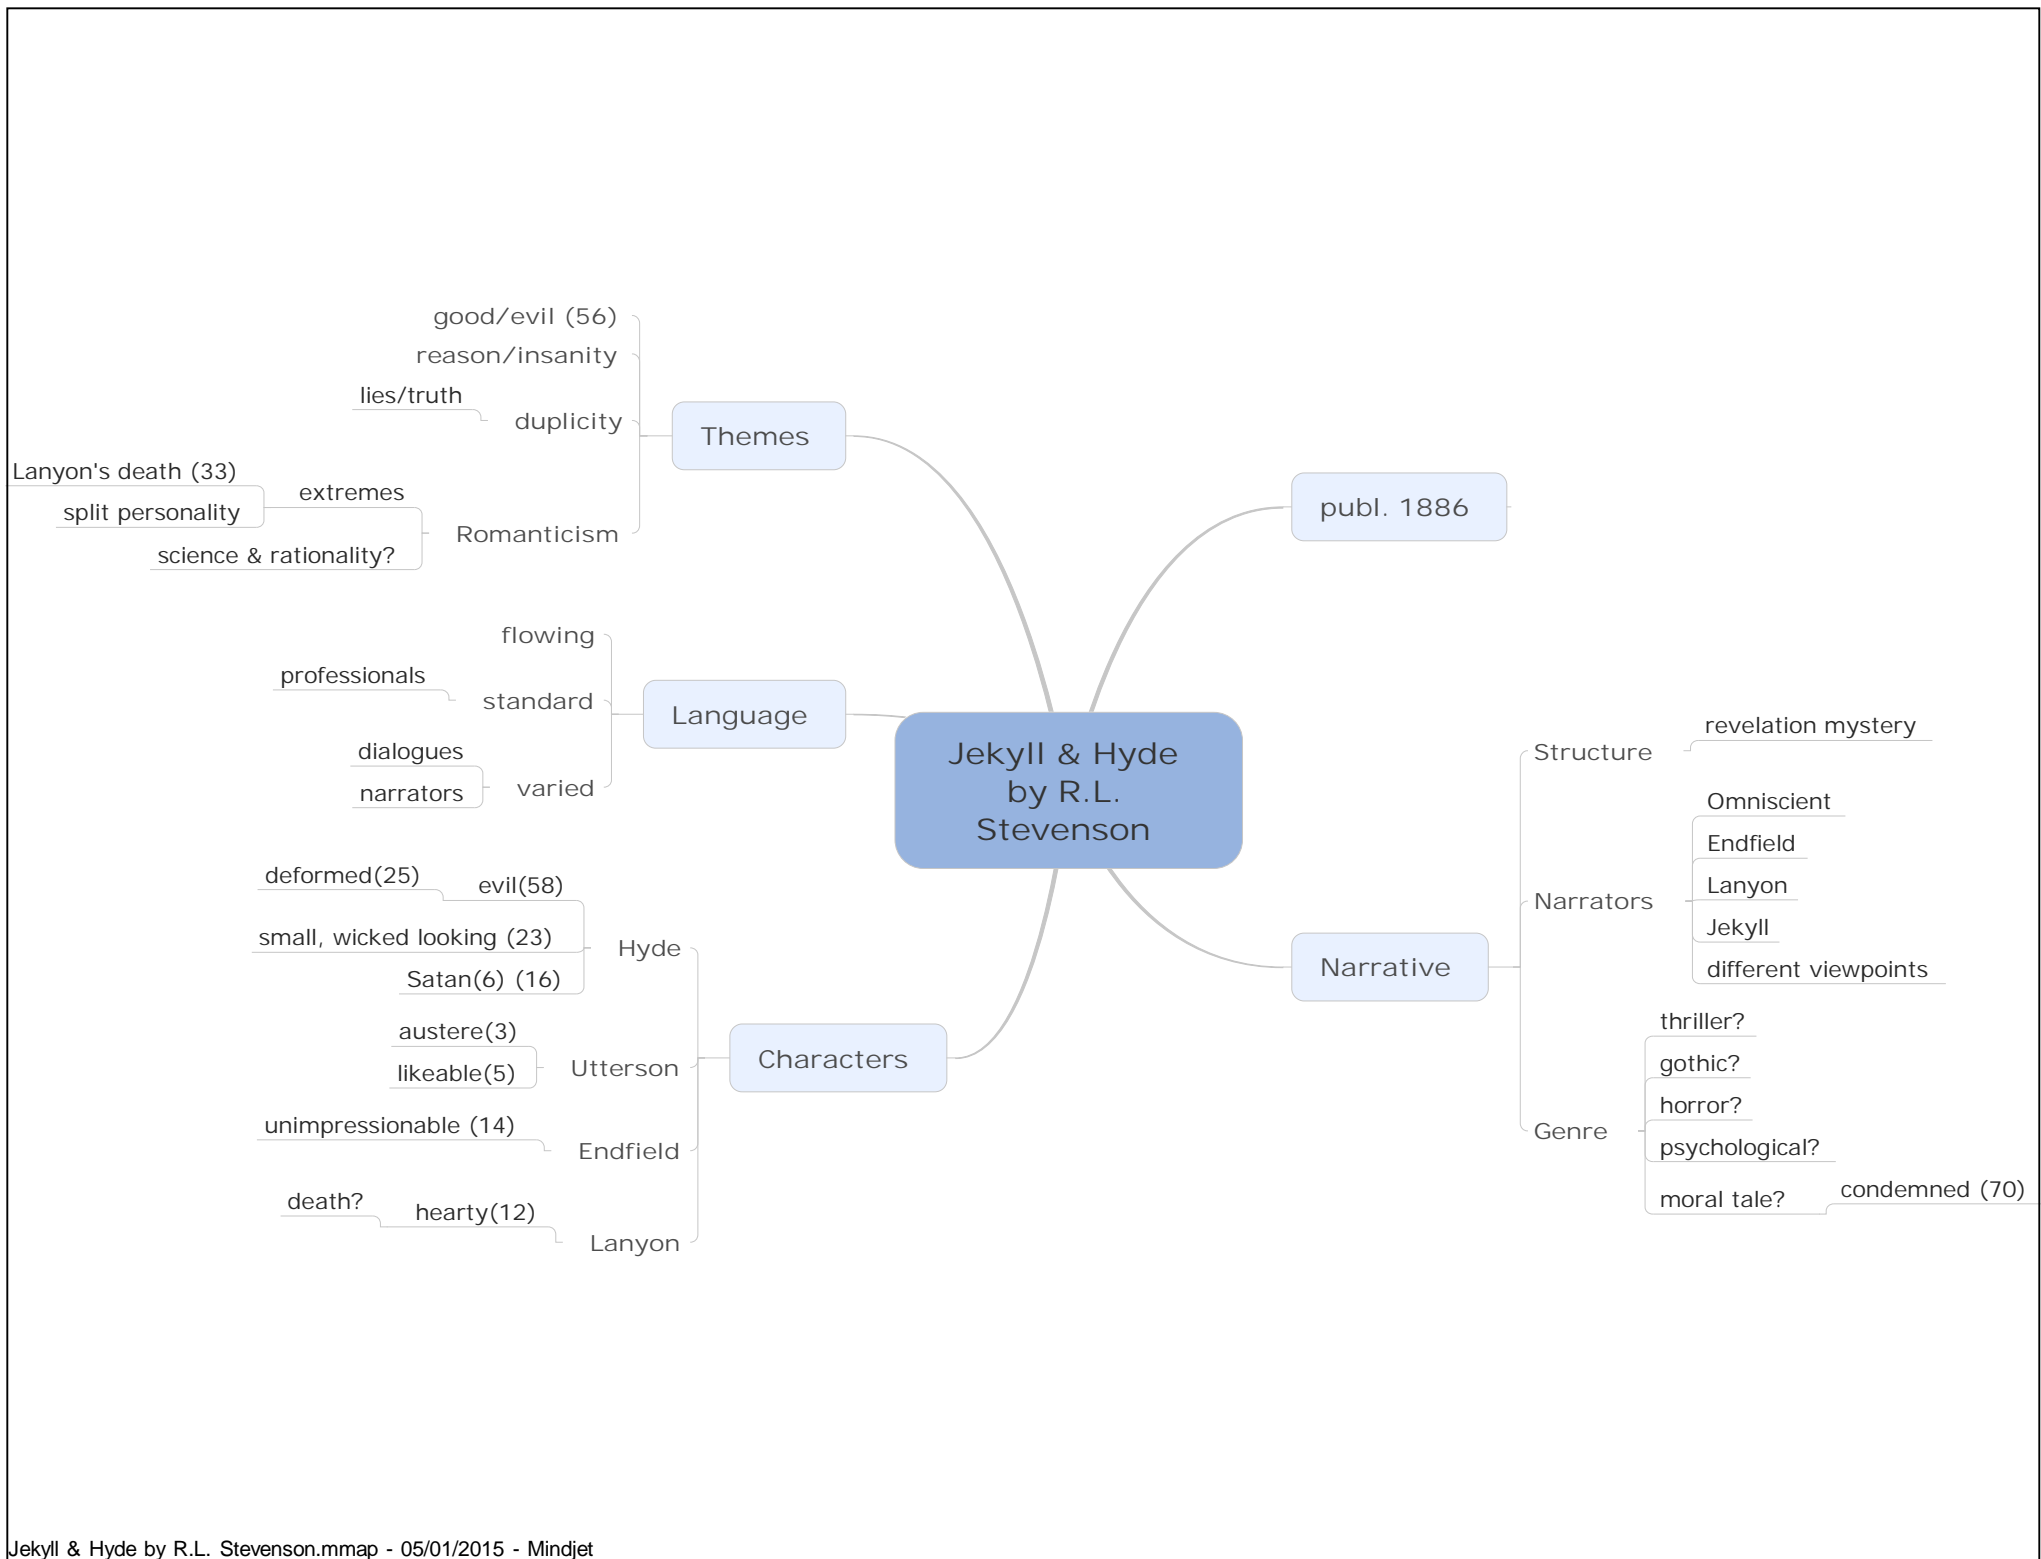 Jekyll & Hyde
by R.L.
Stevenson
publ. 1886
Narrative
Structure
revelation mystery
Narrators
Omniscient
Endfield
Lanyon
Jekyll
different viewpoints
Genre
thriller?
gothic?
horror?
psychological?
moral tale?
condemned (70)
Themes
good/evil (56)
reason/insanity
duplicity
lies/truth
Romanticism
extremes
Lanyon's death (33)
split personality
science & rationality?
Language
flowing
standard
professionals
varied
dialogues
narrators
Characters
Hyde
evil(58)
deformed(25)
small, wicked looking (23)
Satan(6) (16)
Utterson
austere(3)
likeable(5)
Endfield
unimpressionable (14)
Lanyon
hearty(12)
death?
Jekyll & Hyde by R.L. Stevenson.mmap - 05/01/2015 - Mindjet